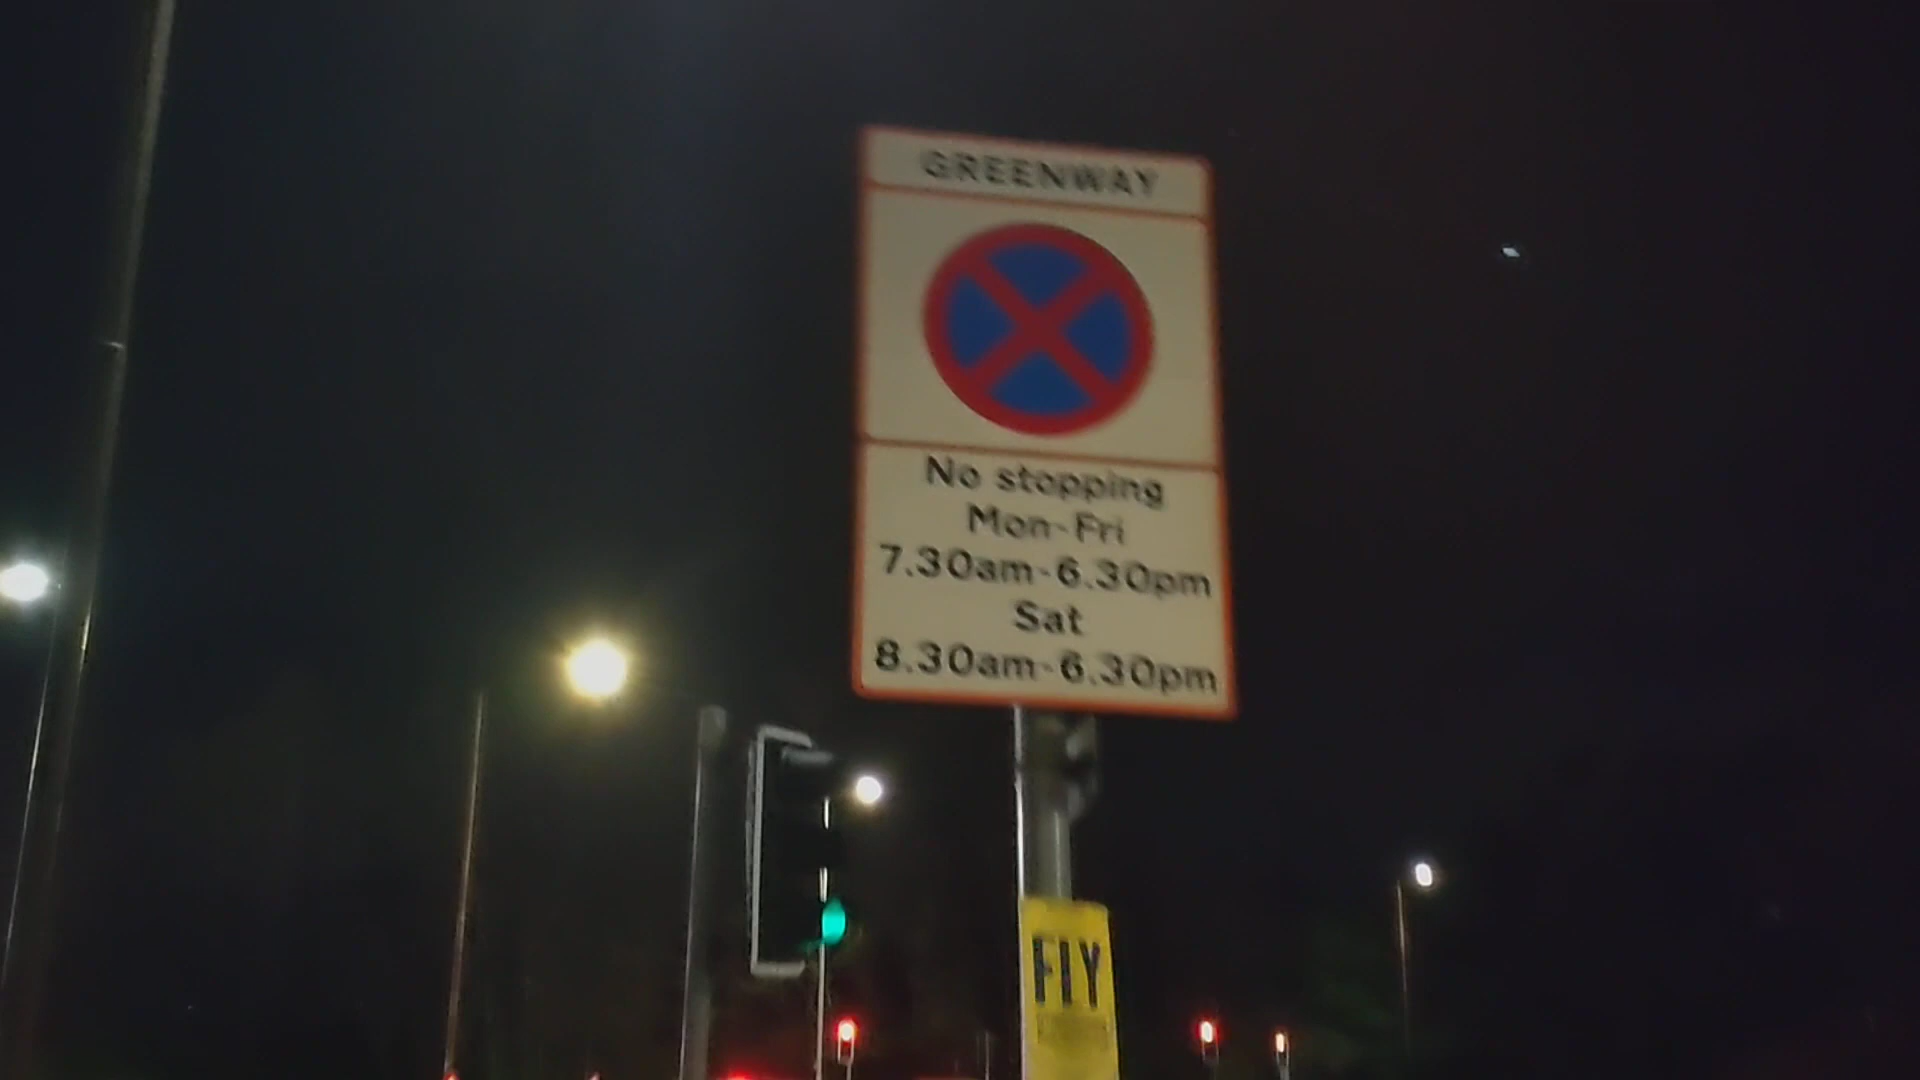 GREENWAY
No stopping
Mon-Fri
7.30am-6.30pm
Sat
8.30am-6.30pm
FLY